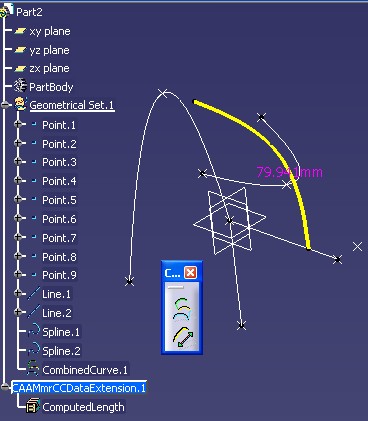 Part2
xy plane
yz plane
zx plane
PartBody
Geometrical Set.1
Point.1
Point.2
Point.3
Point.4
Point.5
Point.6
Point.7
Point.8
Point.9
Line.1
Line.2
Spline.1
Spline.2
CombinedCurve.1
CAAMmrCCDataExtension.1
ComputedLength
79.941mm
C...